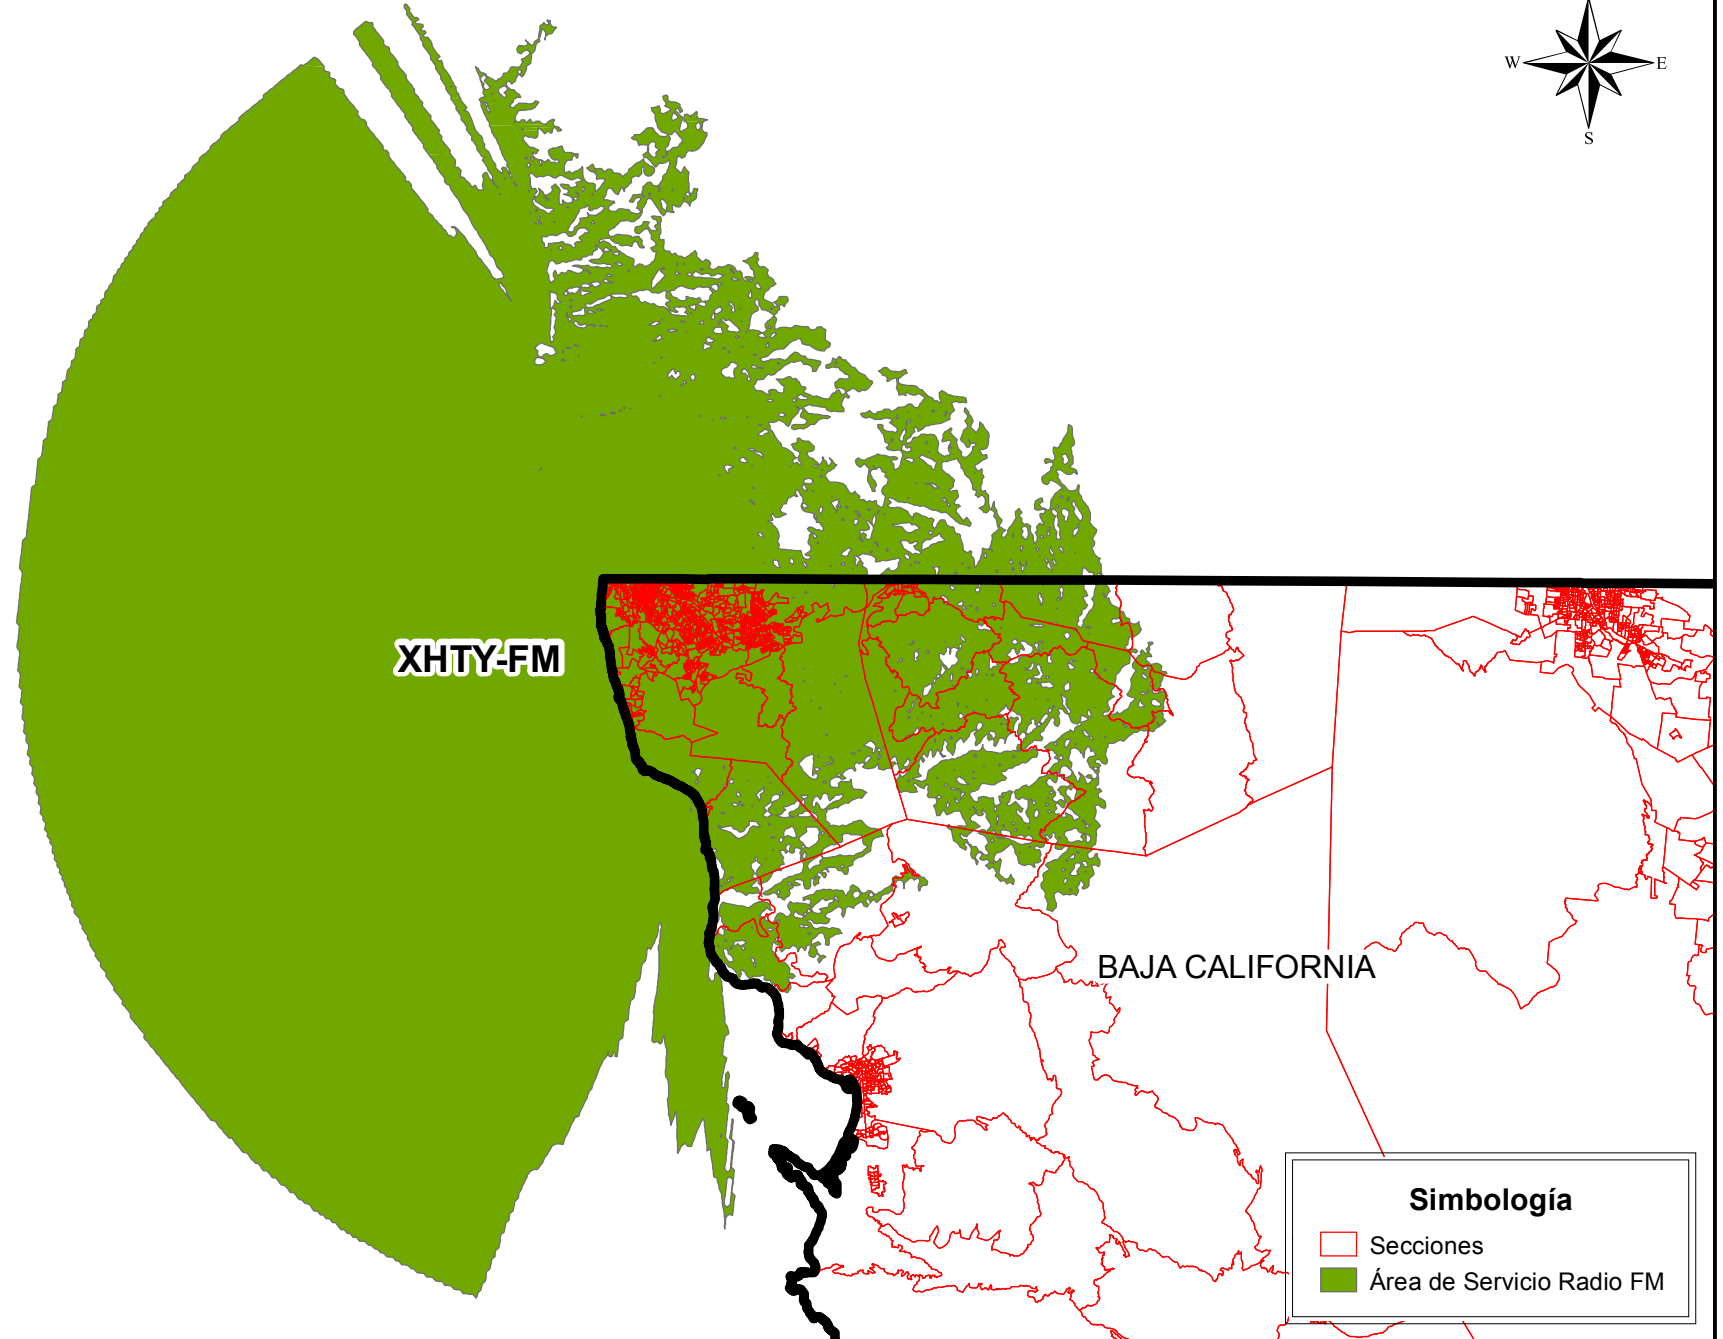 W E
S
XHTY-FM
BAJA CALIFORNIA
Simbología
Secciones
Área de Servicio Radio FM